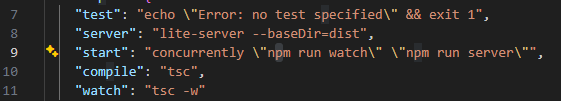 7 "test": "echo \"Error: no test specified\" && exit 1",
8 "server": "lite-server --baseDir=dist",
9 "start": "concurrently \"npm run watch\" \"npm run server\"",
10 "compile": "tsc",
11 "watch": "tsc -w"